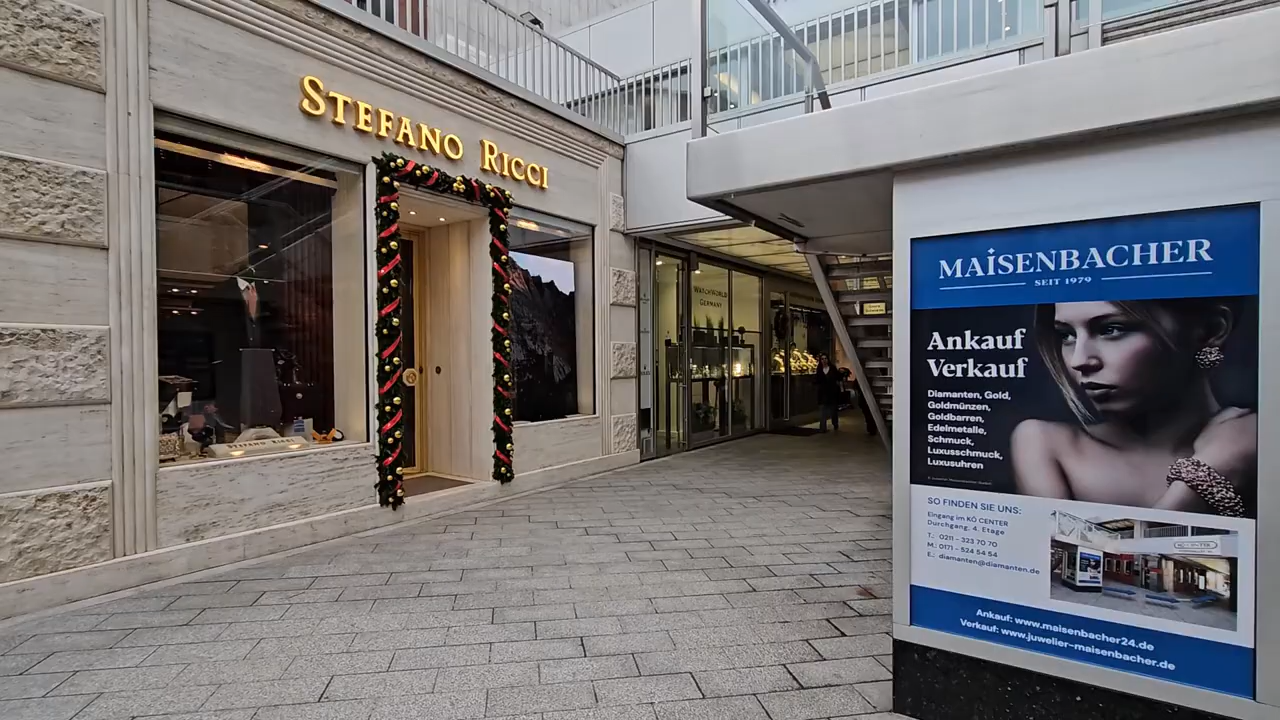 STEFANO RICCI
WATCHWORLD
GERMANY
MAISENBACHER
SEIT 1979
Ankauf
Verkauf
Diamanten, Gold,
Goldmünzen,
Goldbarren,
Edelmetalle,
Schmuck,
Luxusschmuck,
Luxusuhren
SO FINDEN SIE UNS:
Eingang im KÖ CENTER
Durchgang, 4. Etage
T.: 0211 - 323 70 70
M.: 0171 - 524 54 54
E.: diamanten@diamanten.de
Ankauf: www.maisenbacher24.de
Verkauf: www.juwelier-maisenbacher.de